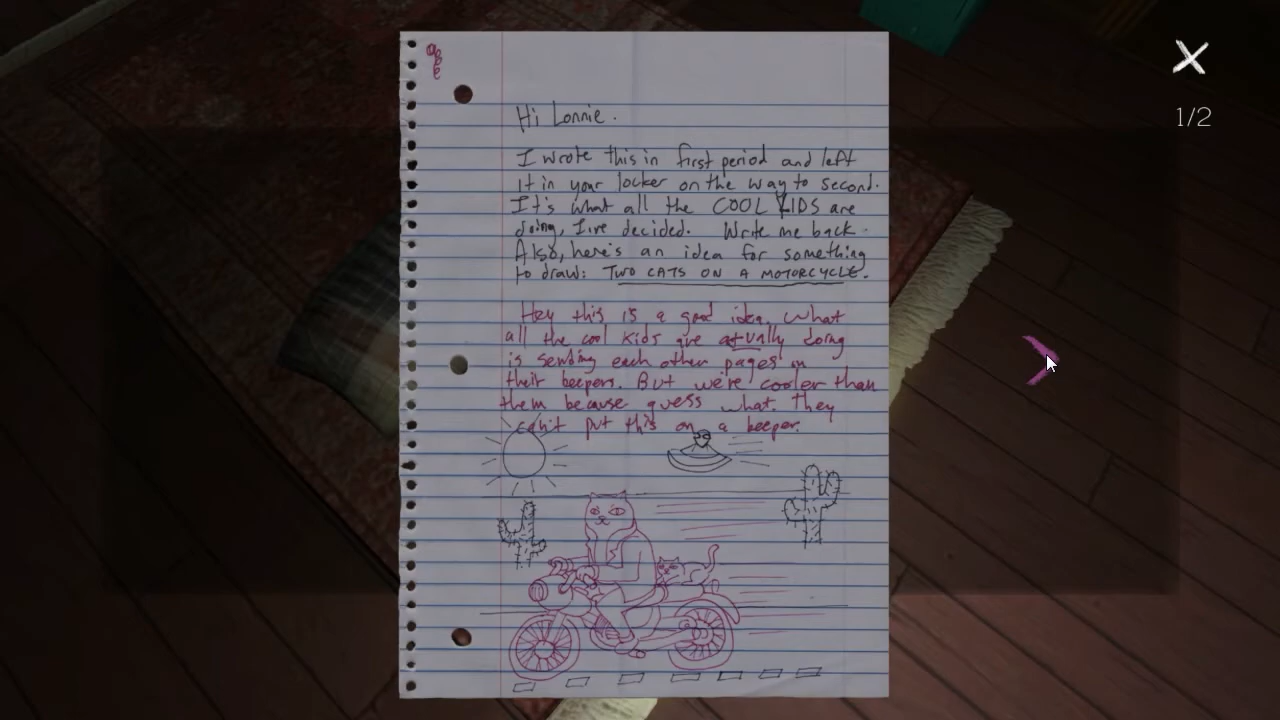 1/2
Hi Lonnie.
I wrote this in first period and left
it in your locker on the way to second.
It's what all the COOL KIDS are
doing, I've decided. Write me back.
Also, here's an idea for something
to draw: TWO CATS ON A MOTORCYCLE.
Hey this is a good idea. What
all the cool kids are actually doing
is sending each other pages on
their beepers. But we're cooler than
them because guess what. They
can't put this on a beeper.